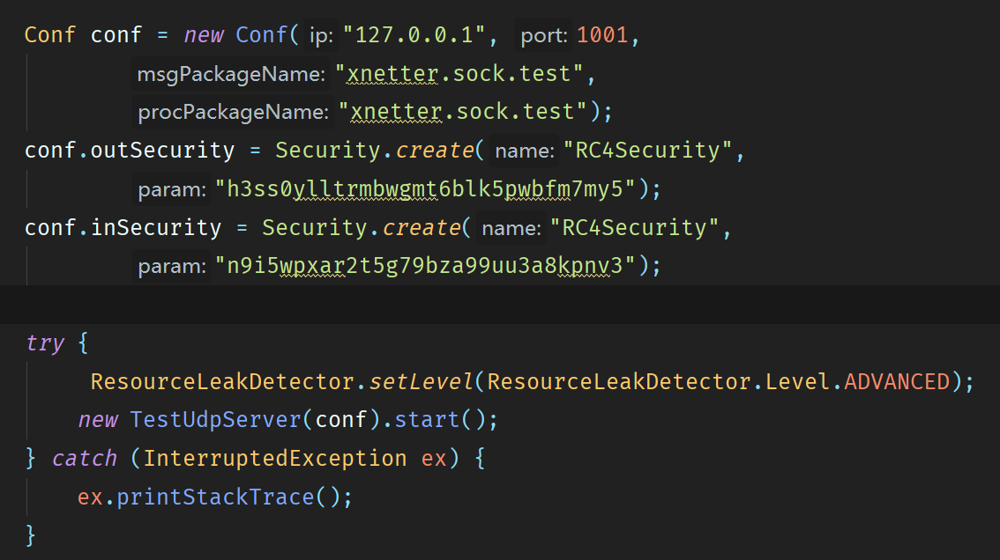 Conf conf = new Conf( ip: "127.0.0.1", port: 1001,
msgPackageName: "xnetter.sock.test",
procPackageName: "xnetter.sock.test");
conf.outSecurity = Security.create( name: "RC4Security",
param: "h3ss0ylltrmbwgmt6blk5pwbfm7my5");
conf.inSecurity = Security.create( name: "RC4Security",
param: "n9i5wpxar2t5g79bza99uu3a8kpnv3");
try {
ResourceLeakDetector.setLevel(ResourceLeakDetector.Level.ADVANCED);
new TestUdpServer(conf).start();
} catch (InterruptedException ex) {
ex.printStackTrace();
}